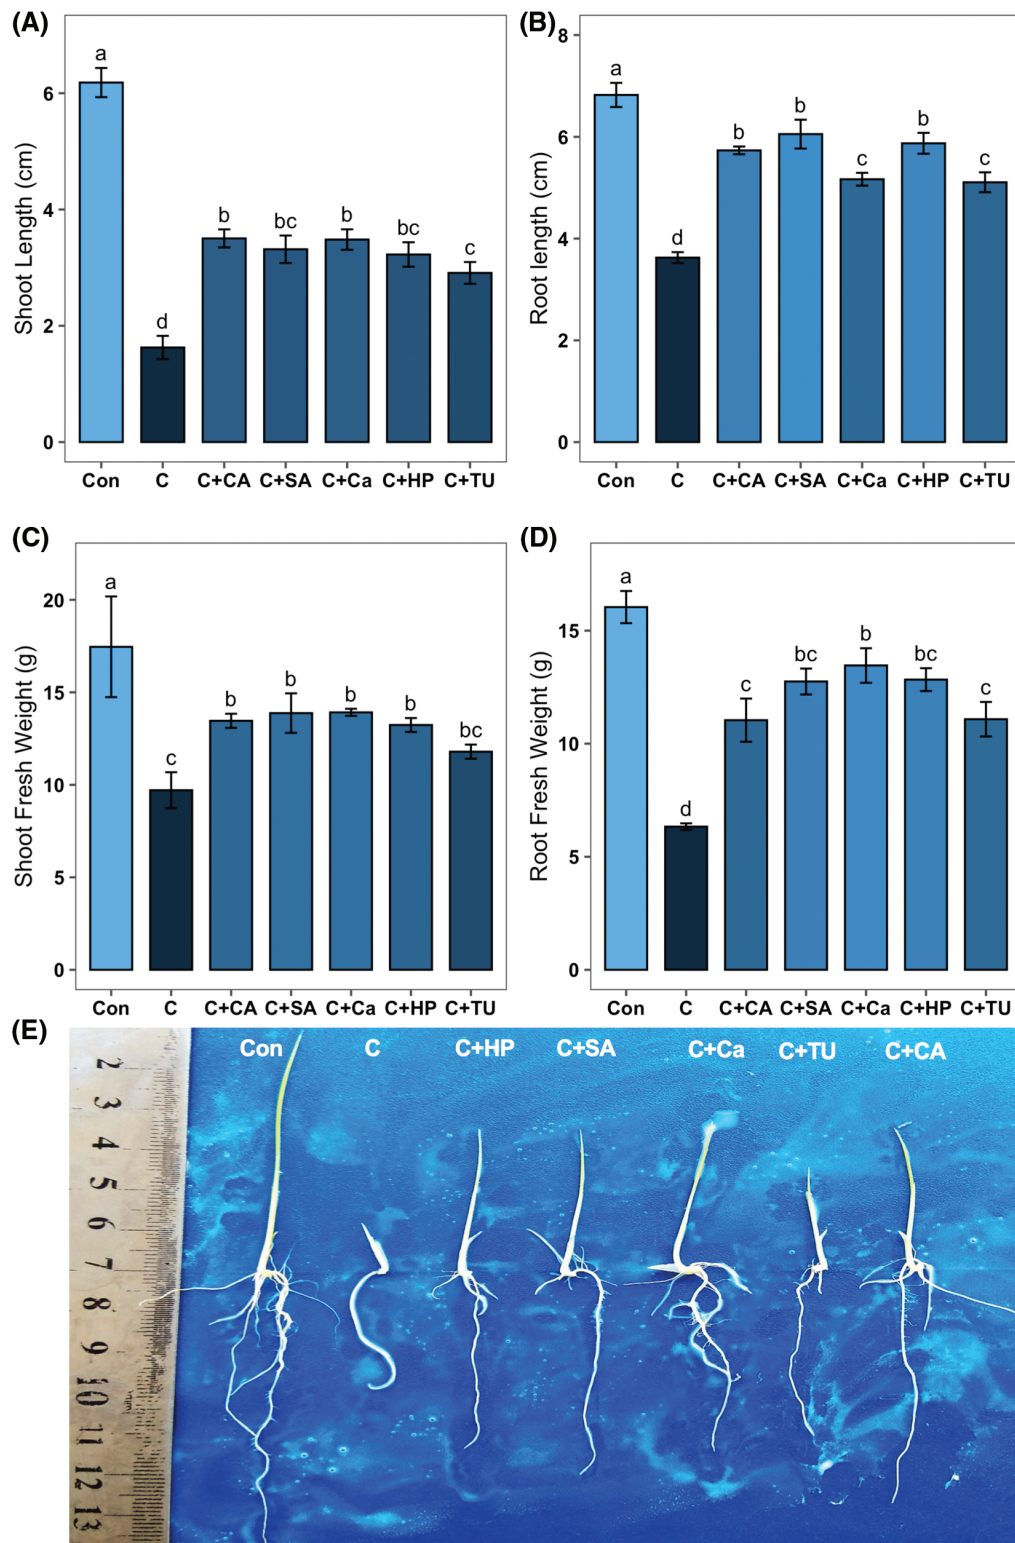 (A)
Shoot Length (cm)
6
4
2
0
a
d
b
bc
b
bc
c
Con C C+CA C+SA C+Ca C+HP C+TU
(B)
Root length (cm)
8
6
4
2
0
a
d
b
b
c
b
c
Con C C+CA C+SA C+Ca C+HP C+TU
(C)
Shoot Fresh Weight (g)
20
15
10
5
0
a
c
b
b
b
b
bc
Con C C+CA C+SA C+Ca C+HP C+TU
(D)
Root Fresh Weight (g)
15
10
5
0
a
d
c
bc
b
bc
c
Con C C+CA C+SA C+Ca C+HP C+TU
(E)
Con C C+HP C+SA C+Ca C+TU C+CA
2
3
4
5
6
7
8
9
10
11
12
13